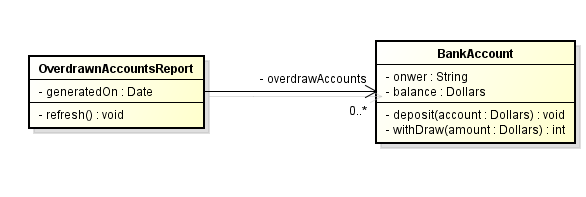 OverdrawnAccountsReport
- generatedOn : Date
- refresh() : void
- overdrawAccounts
0..*
BankAccount
- onwer : String
- balance : Dollars
- deposit(account : Dollars) : void
- withDraw(amount : Dollars) : int